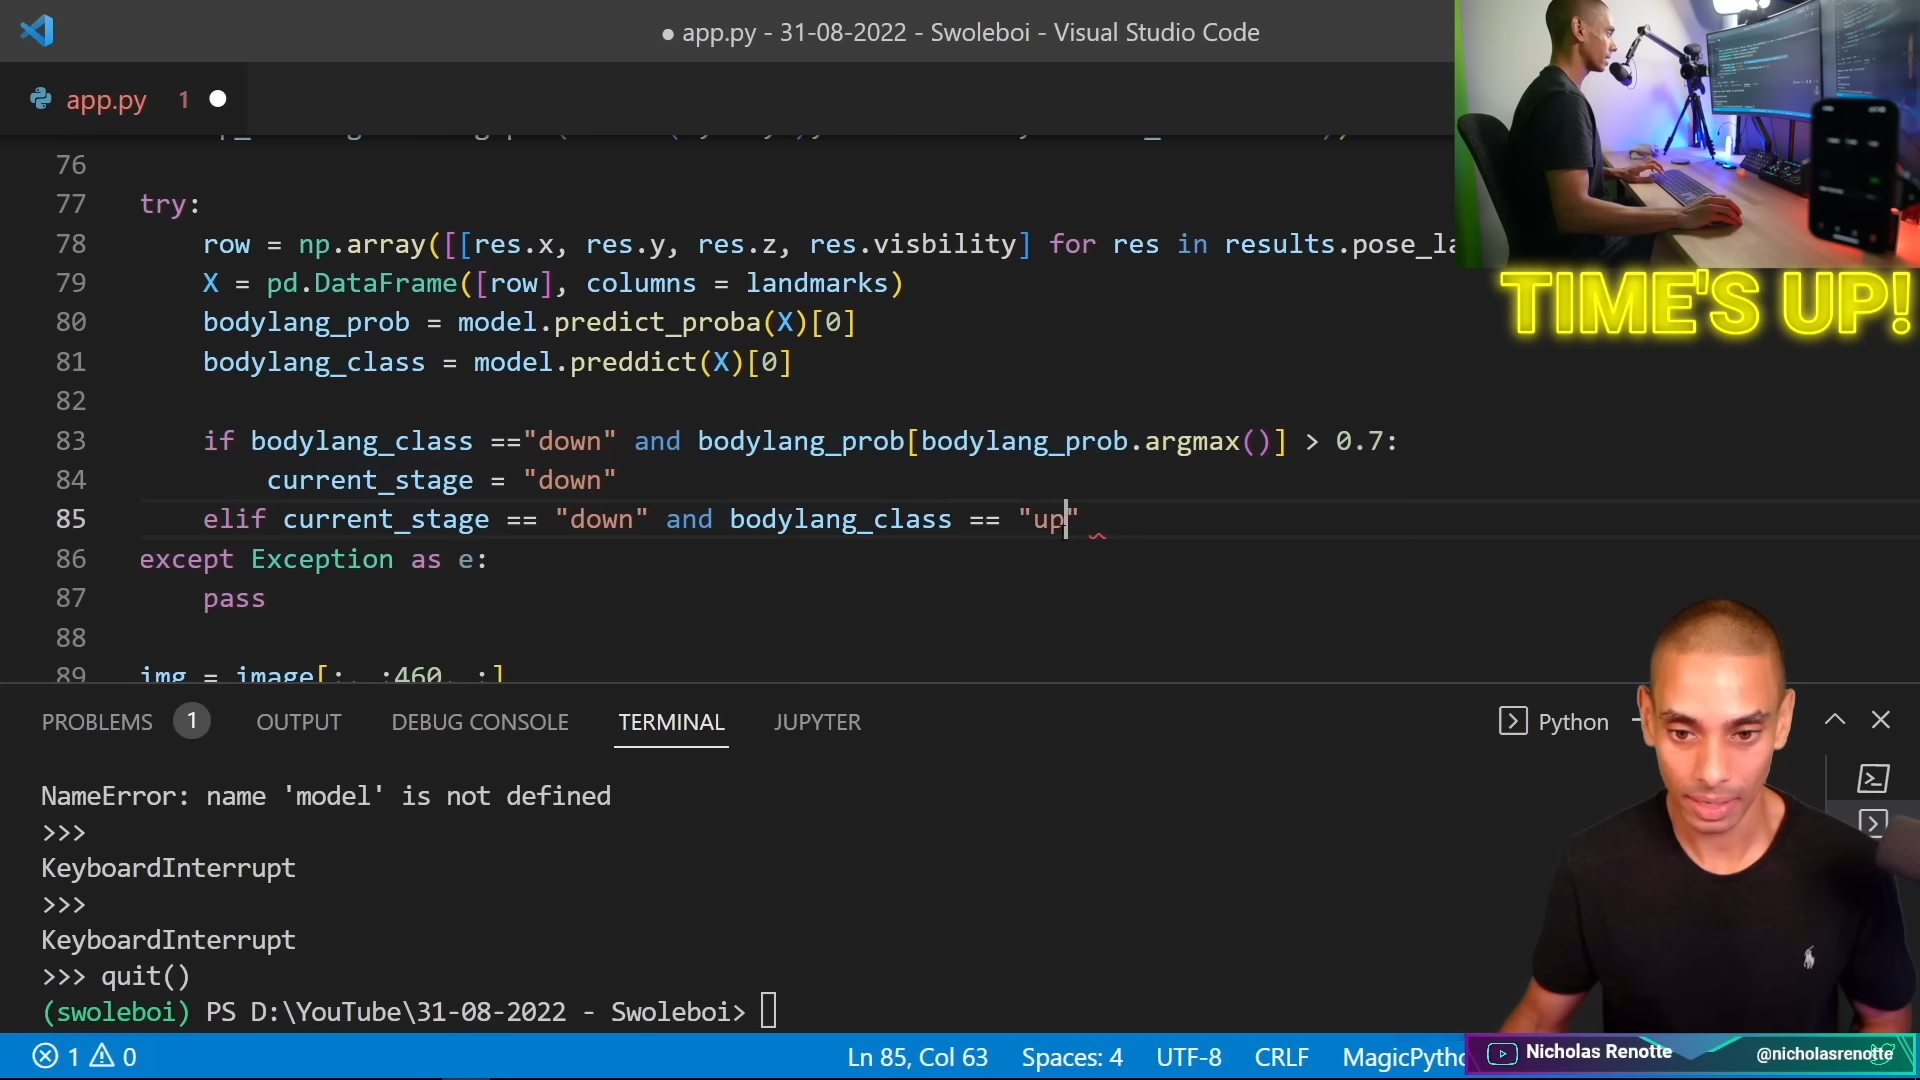 ● app.py - 31-08-2022 - Swoleboi - Visual Studio Code
app.py 1
76
77 try:
78 row = np.array([[res.x, res.y, res.z, res.visbility] for res in results.pose_la
79 X = pd.DataFrame([row], columns = landmarks)
80 bodylang_prob = model.predict_proba(X)[0]
81 bodylang_class = model.preddict(X)[0]
82
83 if bodylang_class =="down" and bodylang_prob[bodylang_prob.argmax()] > 0.7:
84 current_stage = "down"
85 elif current_stage == "down" and bodylang_class == "up"
86 except Exception as e:
87 pass
88
89 img = image[:, :460, :]
TIME'S UP!
PROBLEMS 1 OUTPUT DEBUG CONSOLE TERMINAL JUPYTER
Python
NameError: name 'model' is not defined
>>>
KeyboardInterrupt
>>>
KeyboardInterrupt
>>> quit()
(swoleboi) PS D:\YouTube\31-08-2022 - Swoleboi>
1 0 Ln 85, Col 63 Spaces: 4 UTF-8 CRLF MagicPytho
Nicholas Renotte @nicholasrenotte